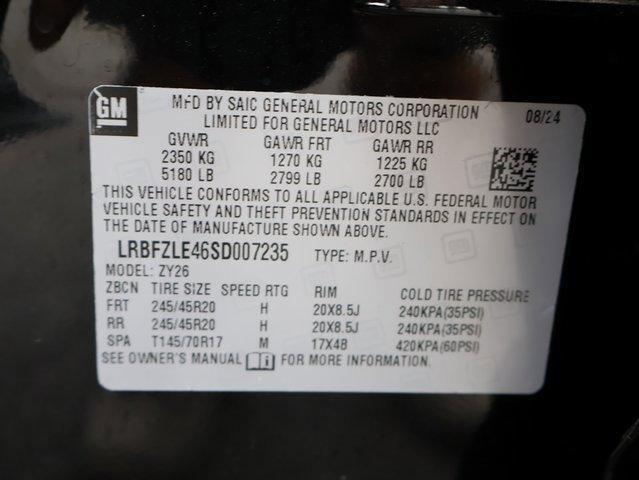 GM
MFD BY SAIC GENERAL MOTORS CORPORATION 08/24
LIMITED FOR GENERAL MOTORS LLC
GVWR GAWR FRT GAWR RR
2350 KG 1270 KG 1225 KG
5180 LB 2799 LB 2700 LB
THIS VEHICLE CONFORMS TO ALL APPLICABLE U.S. FEDERAL MOTOR
VEHICLE SAFETY AND THEFT PREVENTION STANDARDS IN EFFECT ON
THE DATE OF MANUFACTURE SHOWN ABOVE.
LRBFZLE46SD007235 TYPE: M.P.V.
MODEL: ZY26
ZBCN TIRE SIZE SPEED RTG RIM COLD TIRE PRESSURE
FRT 245/45R20 H 20X8.5J 240KPA(35PSI)
RR 245/45R20 H 20X8.5J 240KPA(35PSI)
SPA T145/70R17 M 17X4B 420KPA(60PSI)
SEE OWNER'S MANUAL FOR MORE INFORMATION.